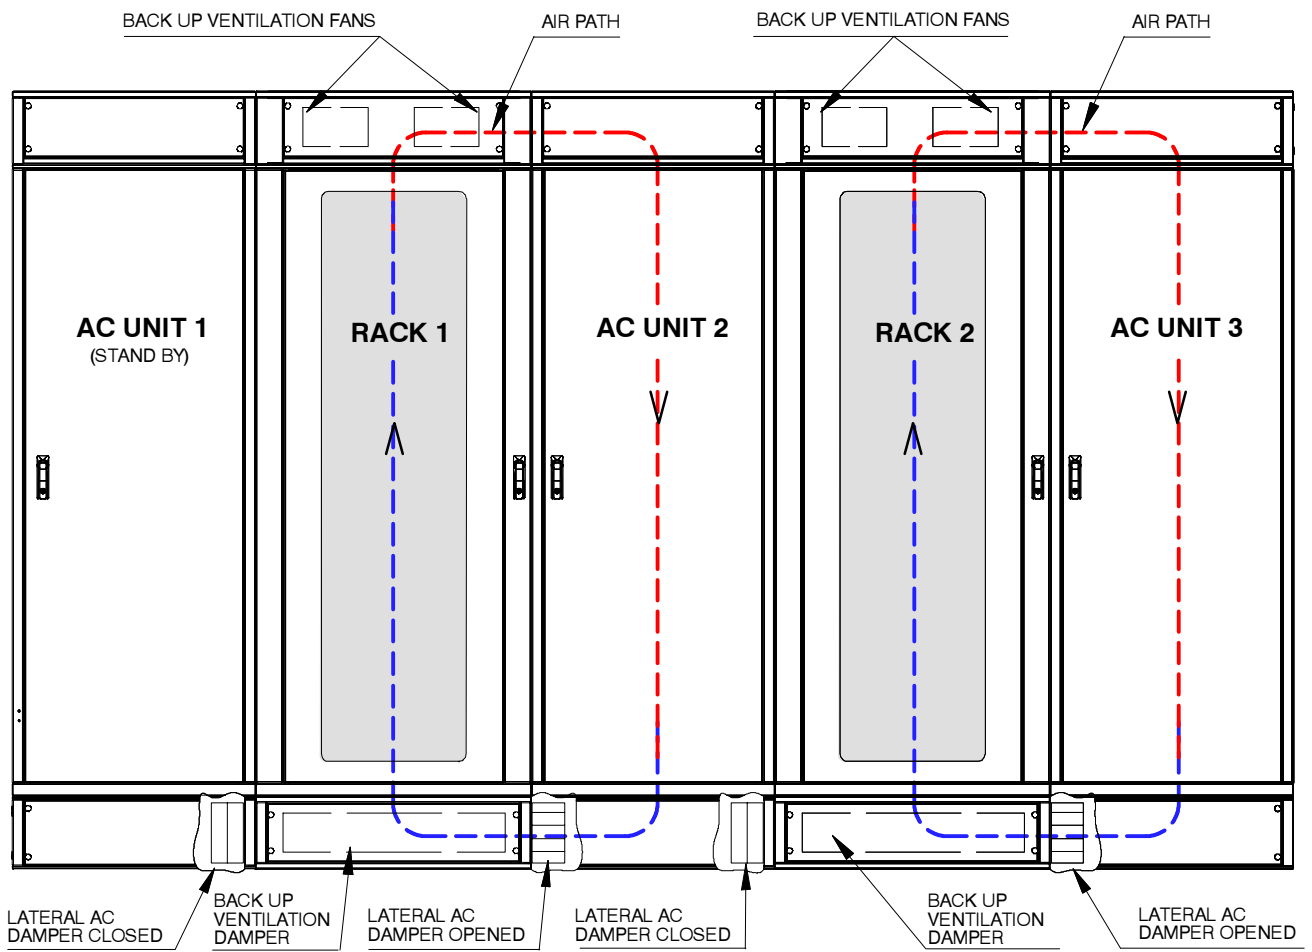 BACK UP VENTILATION FANS
AIR PATH
BACK UP VENTILATION FANS
AIR PATH
AC UNIT 1
(STAND BY)
RACK 1
AC UNIT 2
RACK 2
AC UNIT 3
LATERAL AC
DAMPER CLOSED
BACK UP
VENTILATION
DAMPER
LATERAL AC
DAMPER OPENED
LATERAL AC
DAMPER CLOSED
BACK UP
VENTILATION
DAMPER
LATERAL AC
DAMPER OPENED